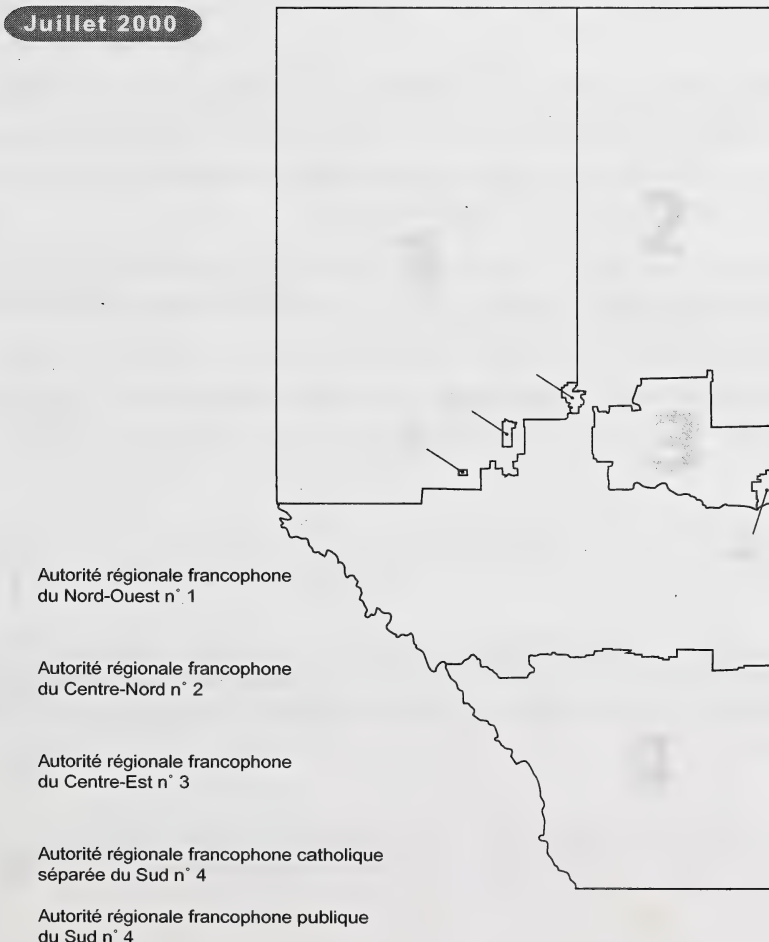 Juillet 2000
2
3
Autorité régionale francophone
du Nord-Ouest n° 1
Autorité régionale francophone
du Centre-Nord n° 2
Autorité régionale francophone
du Centre-Est n° 3
Autorité régionale francophone catholique
séparée du Sud n° 4
Autorité régionale francophone publique
du Sud n° 4